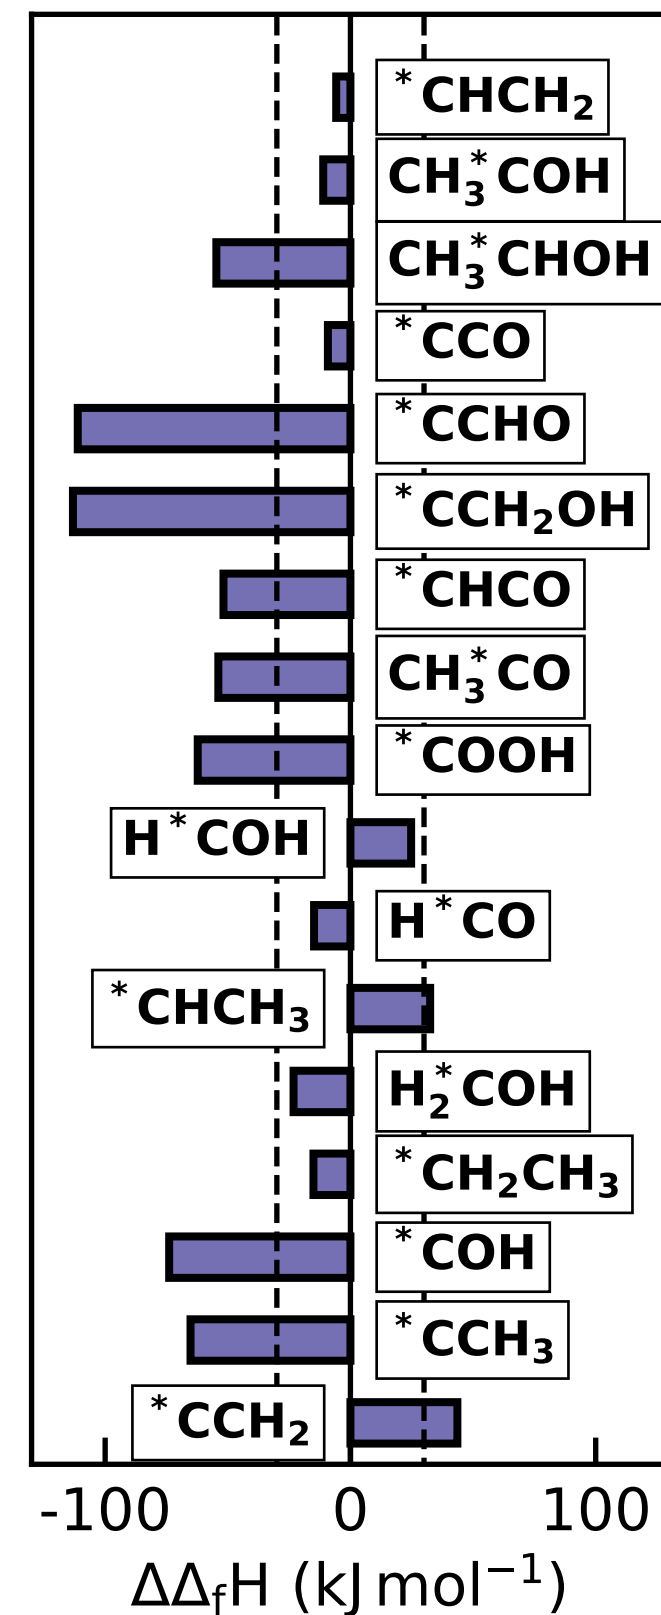 *CHCH₂
CH₃*COH
CH₃*CHOH
*CCO
*CCHO
*CCH₂OH
*CHCO
CH₃*CO
*COOH
H*COH
H*CO
*CHCH₃
H₂*COH
*CH₂CH₃
*COH
*CCH₃
*CCH₂
-100 0 100
ΔΔfH (kJ mol⁻¹)